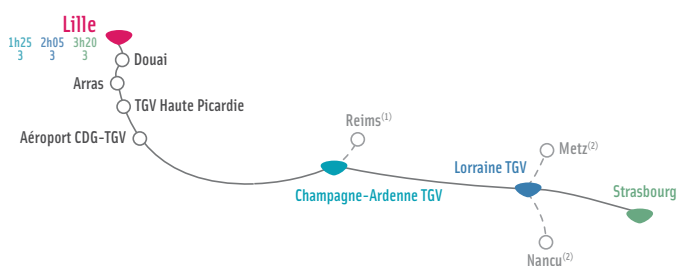 Lille
1h25 2h05 3h20
3 3 3
Douai
Arras
TGV Haute Picardie
Aéroport CDG-TGV
Reims(1)
Champagne-Ardenne TGV
Lorraine TGV
Metz(2)
Strasbourg
Nancy(2)